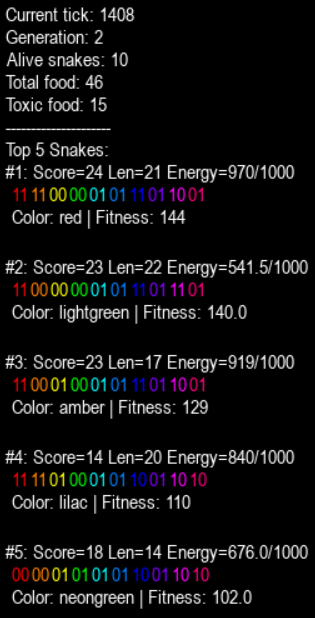 Current tick: 1408
Generation: 2
Alive snakes: 10
Total food: 46
Toxic food: 15
----------------------
Top 5 Snakes:
#1: Score=24 Len=21 Energy=970/1000
11 11 00 00 01 01 11 01 10 01
Color: red | Fitness: 144
#2: Score=23 Len=22 Energy=541.5/1000
11 00 00 00 01 01 11 01 11 01
Color: lightgreen | Fitness: 140.0
#3: Score=23 Len=17 Energy=919/1000
11 00 01 00 01 01 11 01 10 01
Color: amber | Fitness: 129
#4: Score=14 Len=20 Energy=840/1000
11 11 01 00 01 01 10 01 10 10
Color: lilac | Fitness: 110
#5: Score=18 Len=14 Energy=676.0/1000
00 00 01 01 01 01 10 01 10 10
Color: neongreen | Fitness: 102.0